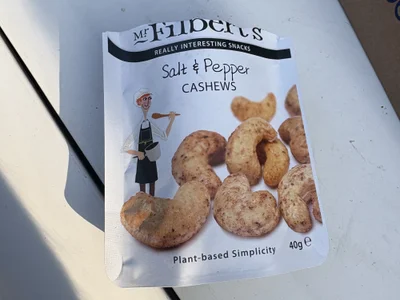 Mr Filbert's
REALLY INTERESTING SNACKS
Salt & Pepper
CASHEWS
Plant-based Simplicity
40g e